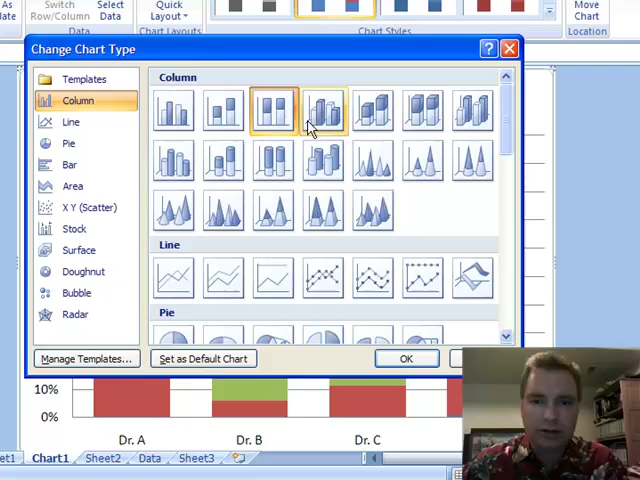 As
Switch
Select
Quick
Move
Row/Column
Data
Layout
Chart
Data
Chart Layouts
Chart Styles
Location
Change Chart Type
Templates
Column
Line
Pie
Bar
Area
X Y (Scatter)
Stock
Surface
Doughnut
Bubble
Radar
Column
Line
Pie
Manage Templates...
Set as Default Chart
OK
10%
0%
Dr. A
Dr. B
Dr. C
Chart1
Sheet2
Data
Sheet3